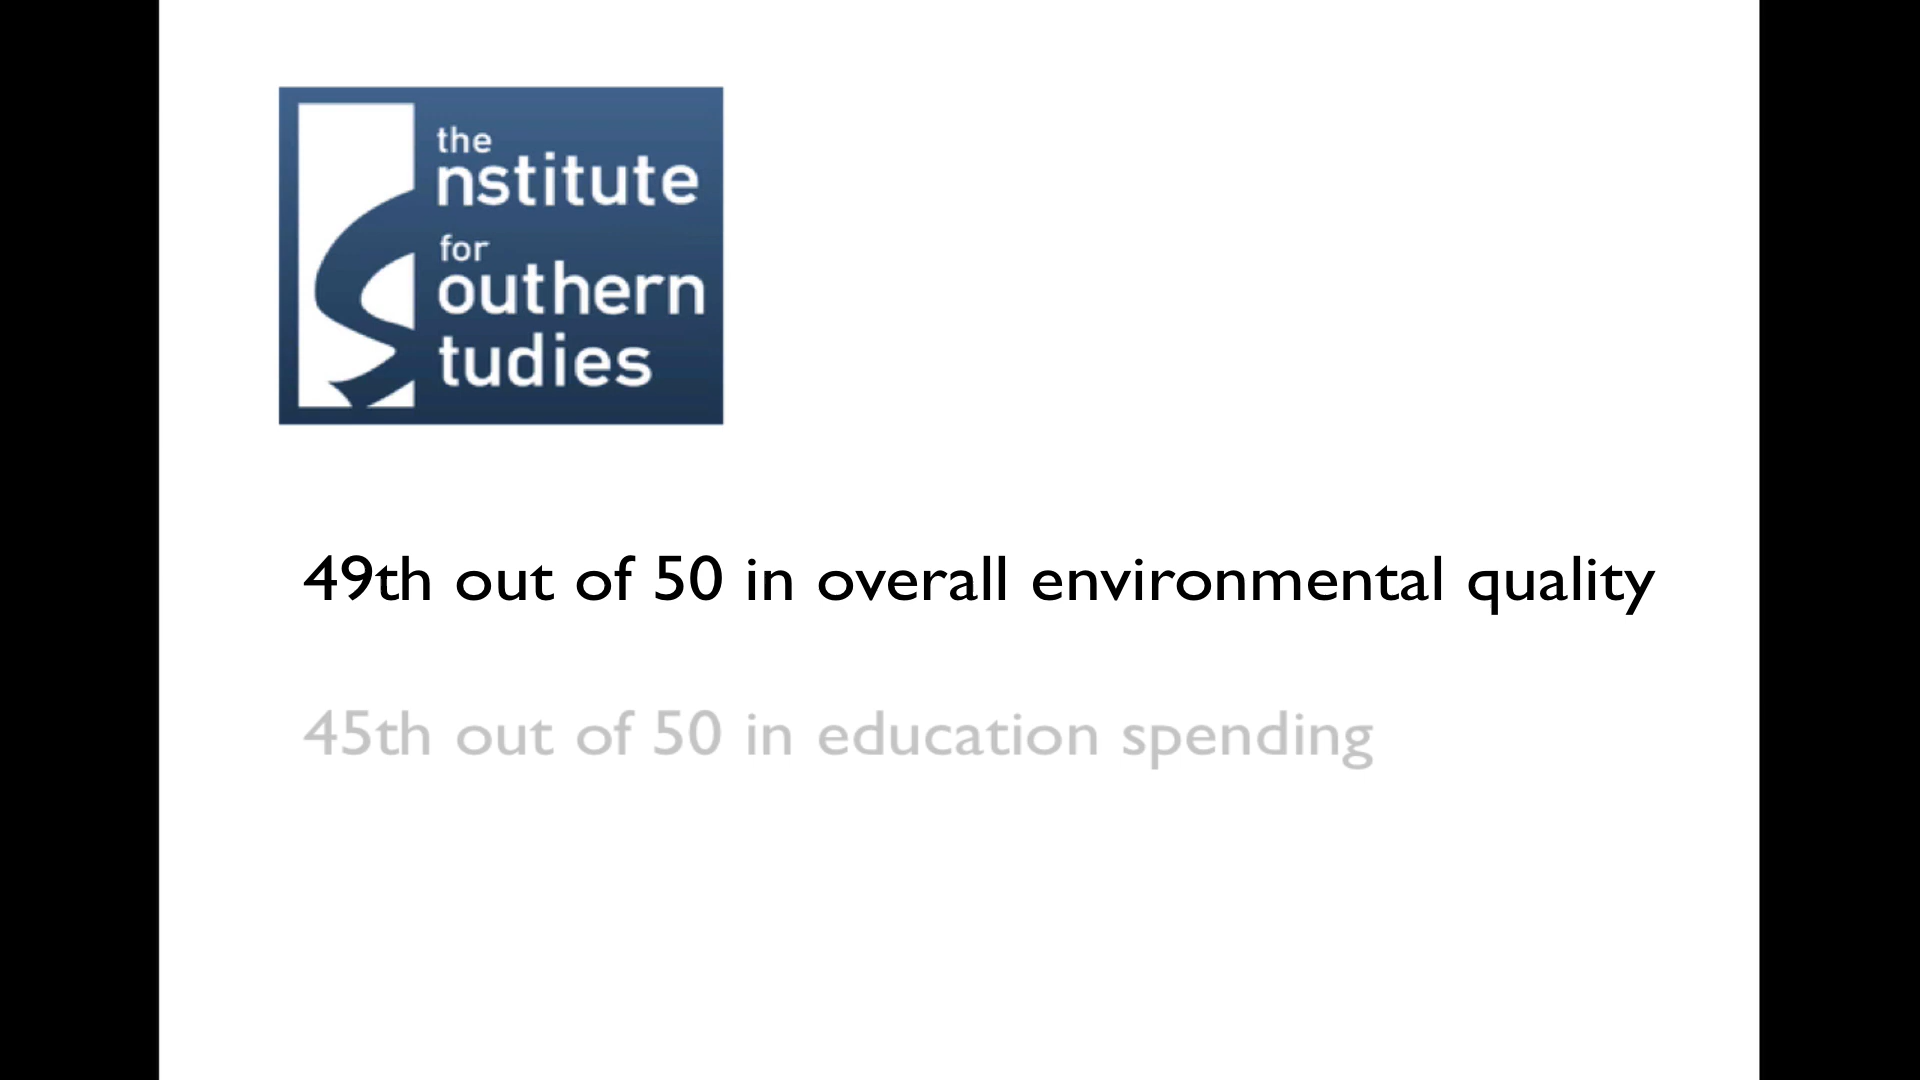 the
nstitute
for
outhern
tudies
49th out of 50 in overall environmental quality
45th out of 50 in education spending